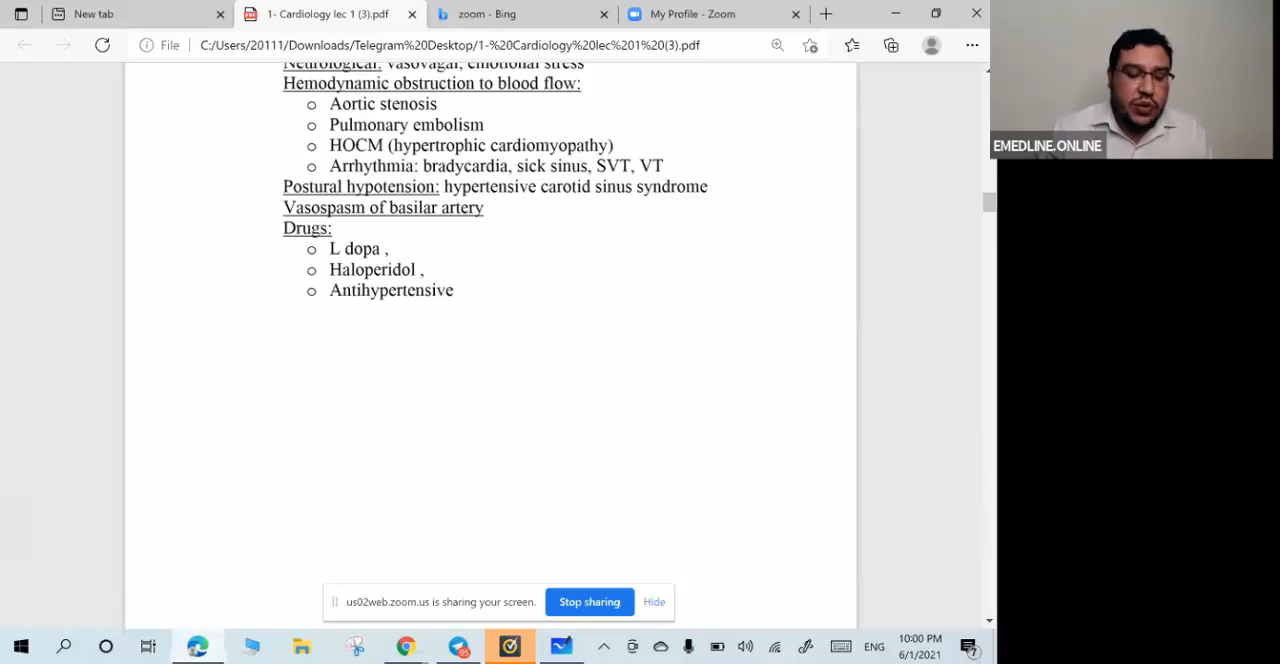 New tab
1- Cardiology lec 1 (3).pdf
zoom - Bing
My Profile - Zoom
File
C:/Users/20111/Downloads/Telegram%20Desktop/1-%20Cardiology%20lec%201%20(3).pdf
Neurological: vasovagal, emotional stress
Hemodynamic obstruction to blood flow:
o Aortic stenosis
o Pulmonary embolism
o HOCM (hypertrophic cardiomyopathy)
o Arrhythmia: bradycardia, sick sinus, SVT, VT
Postural hypotension: hypertensive carotid sinus syndrome
Vasospasm of basilar artery
Drugs:
o L dopa ,
o Haloperidol ,
o Antihypertensive
us02web.zoom.us is sharing your screen.
Stop sharing
Hide
EMEDLINE.ONLINE
05
ENG
10:00 PM
6/1/2021
7